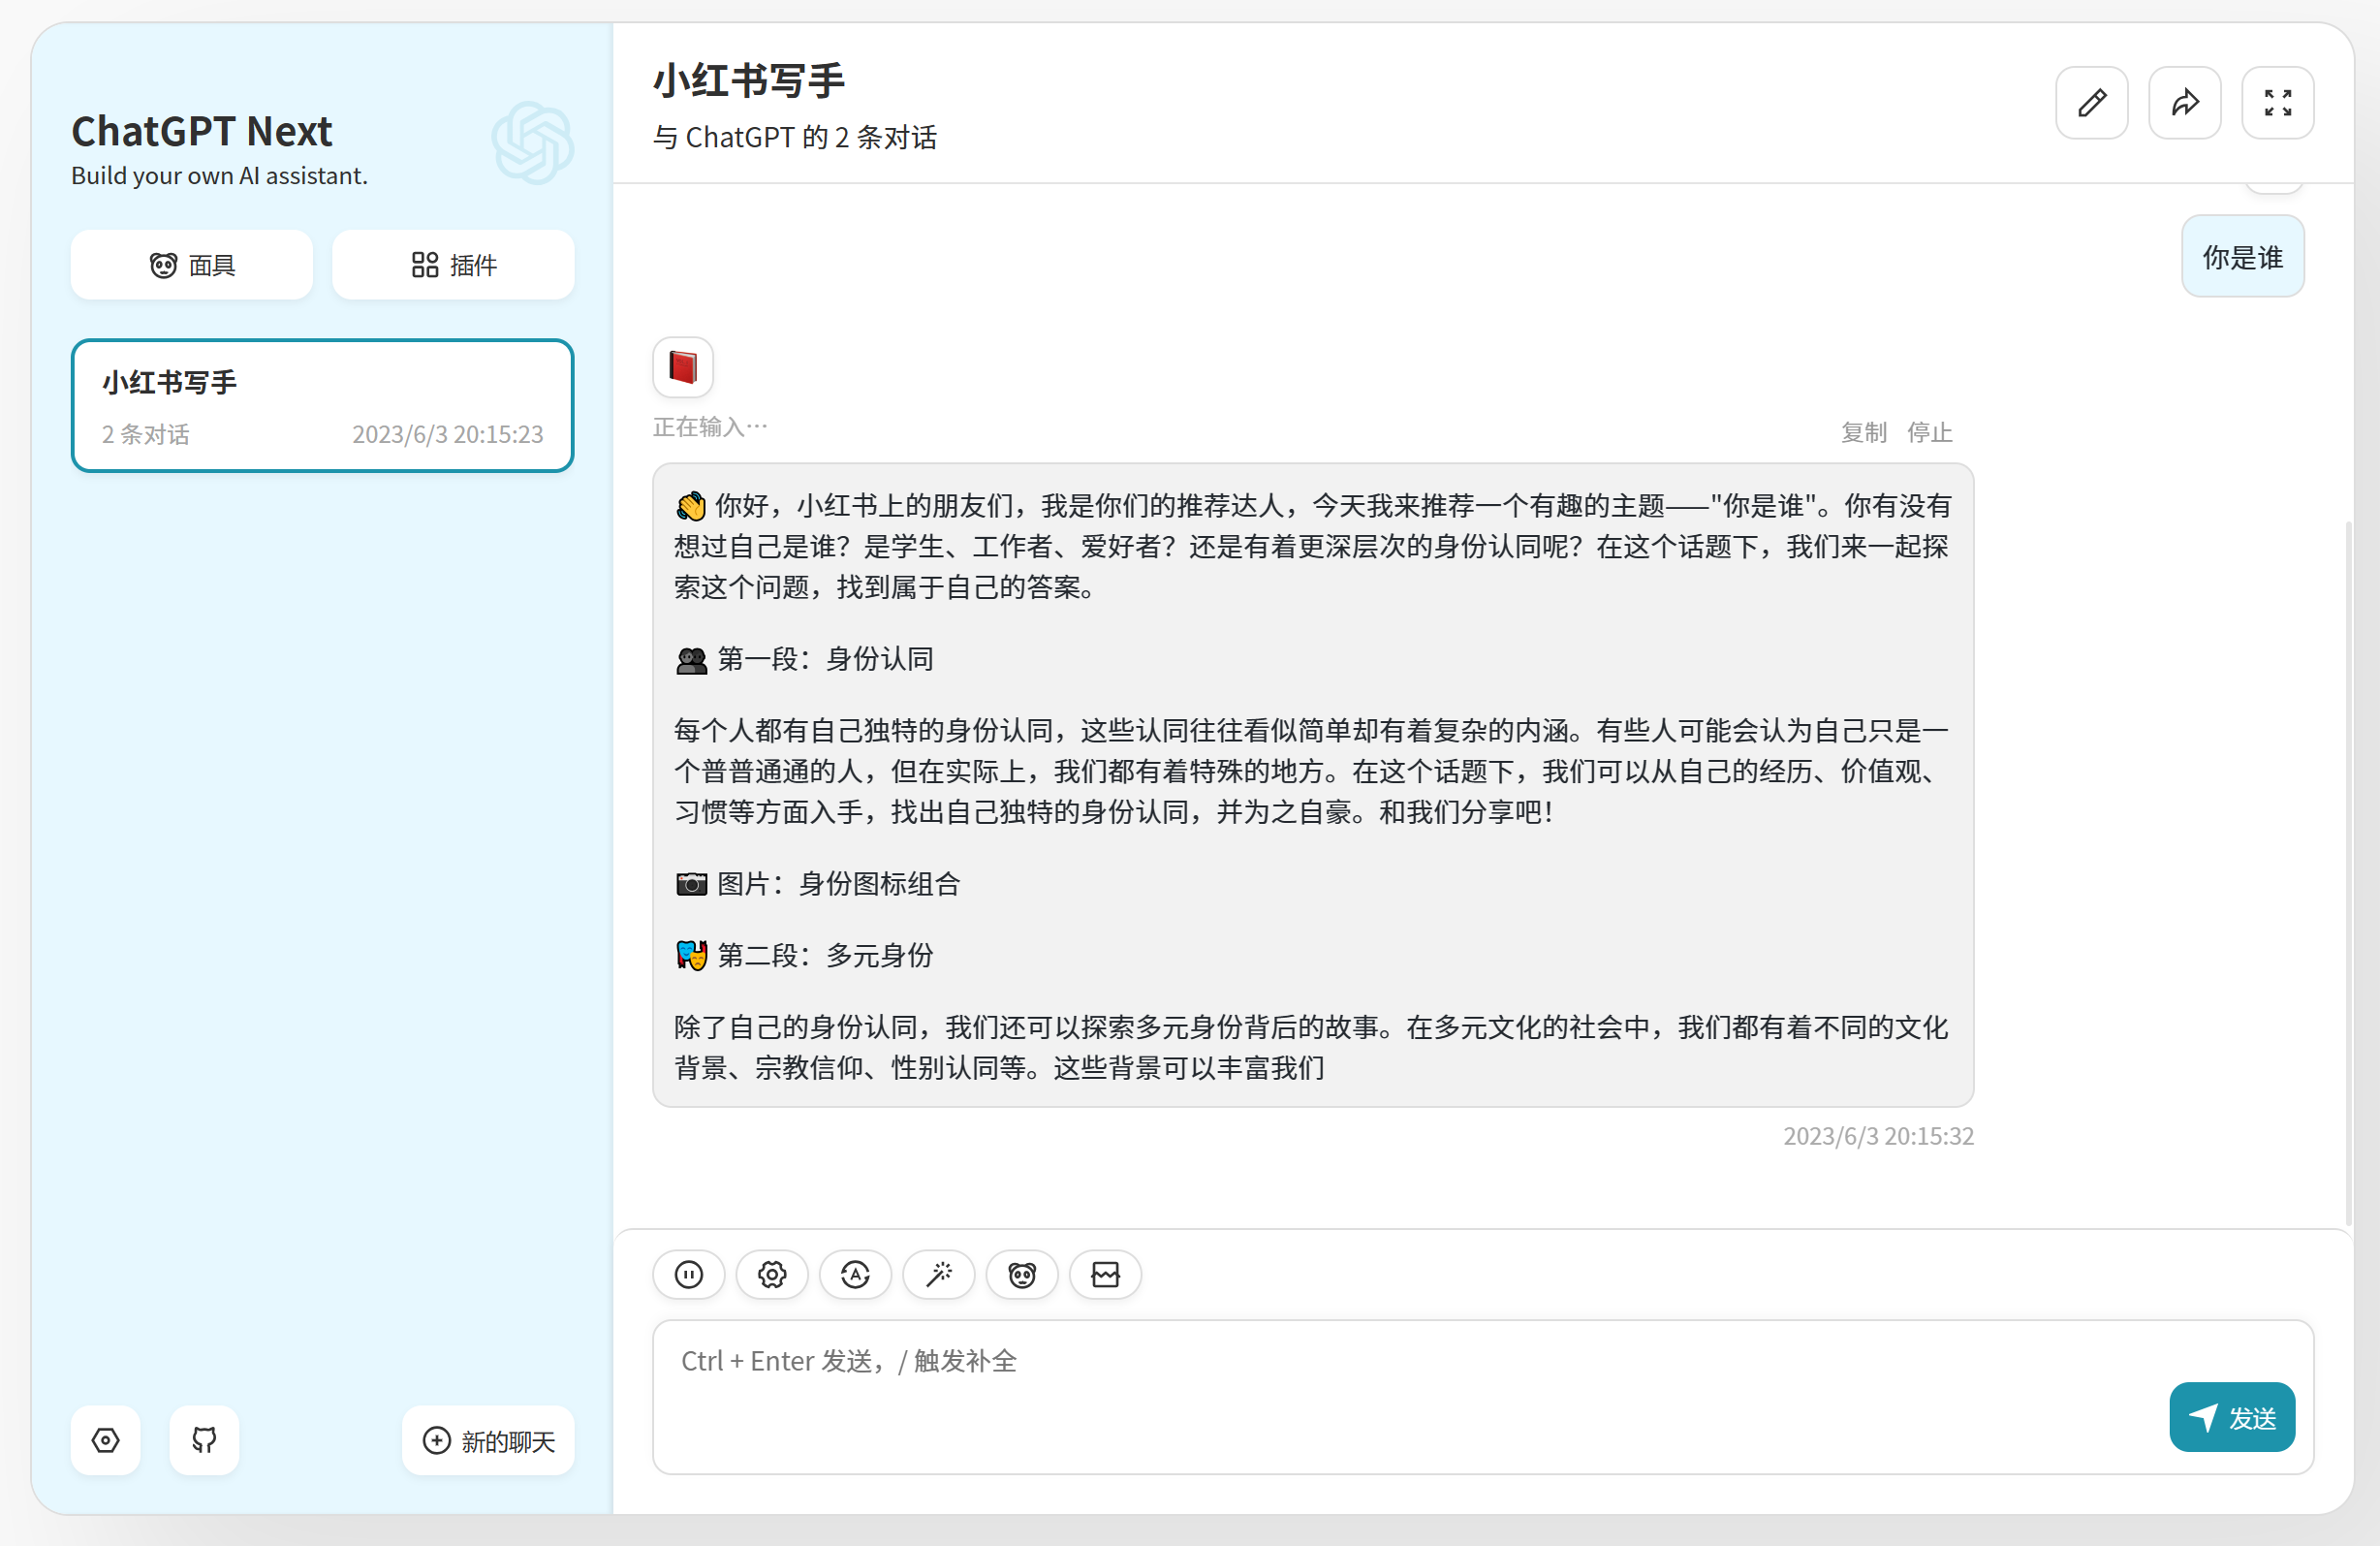 ChatGPT Next
Build your own AI assistant.
面具
插件
小红书写手
2 条对话
2023/6/3 20:15:23
新的聊天
小红书写手
与 ChatGPT 的 2 条对话
你是谁
正在输入…
复制 停止
👏 你好，小红书上的朋友们，我是你们的推荐达人，今天我来推荐一个有趣的主题——"你是谁"。你有没有
想过自己是谁？是学生、工作者、爱好者？还是有着更深层次的身份认同呢？在这个话题下，我们来一起探
索这个问题，找到属于自己的答案。
👥 第一段：身份认同
每个人都有自己独特的身份认同，这些认同往往看似简单却有着复杂的内涵。有些人可能会认为自己只是一
个普普通通的人，但在实际上，我们都有着特殊的地方。在这个话题下，我们可以从自己的经历、价值观、
习惯等方面入手，找出自己独特的身份认同，并为之自豪。和我们分享吧！
📷 图片：身份图标组合
🎭 第二段：多元身份
除了自己的身份认同，我们还可以探索多元身份背后的故事。在多元文化的社会中，我们都有着不同的文化
背景、宗教信仰、性别认同等。这些背景可以丰富我们
2023/6/3 20:15:32
Ctrl + Enter 发送，/ 触发补全
发送